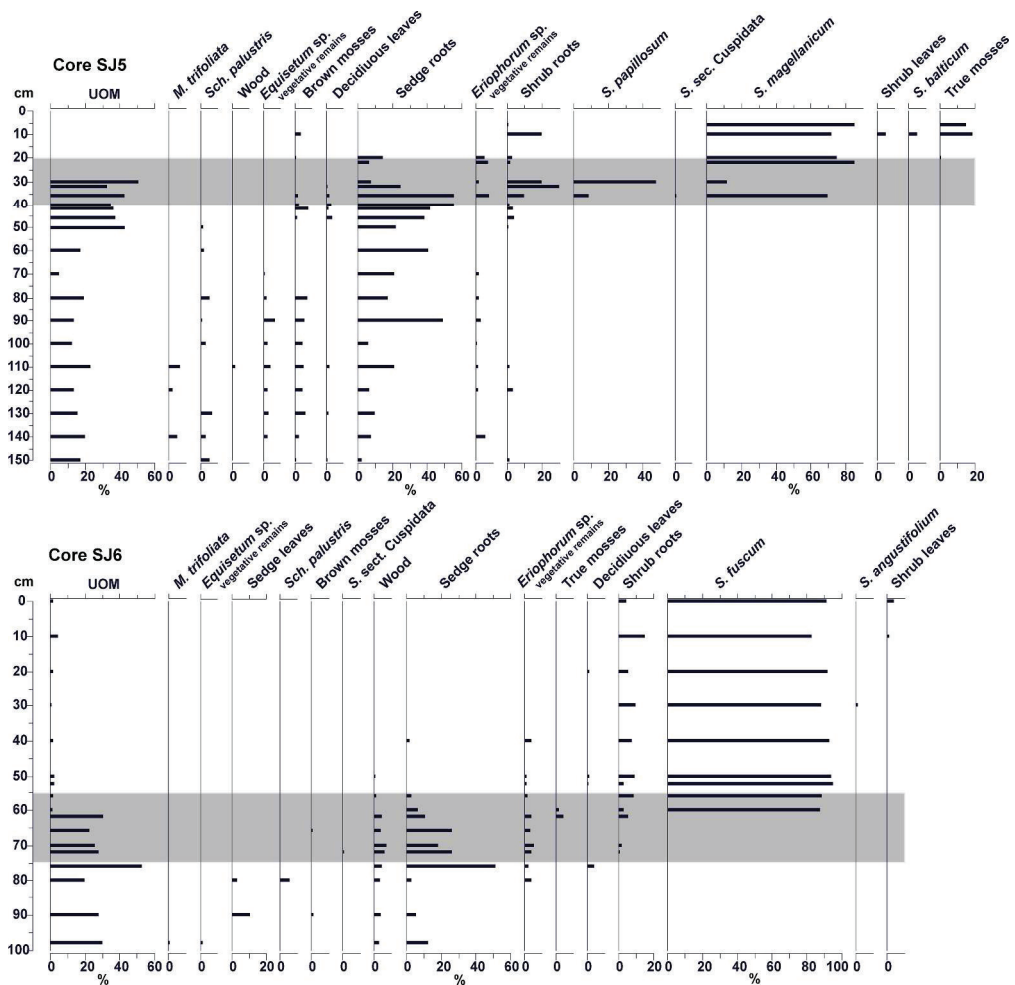 Core SJ5
cm
UOM
M. trifoliata
Sch. palustris
Wood
Equisetum sp.
vegetative remains
Brown mosses
Decidiuous leaves
Sedge roots
Eriophorum sp.
vegetative remains
Shrub roots
S. papillosum
S. sec. Cuspidata
S. magellanicum
Shrub leaves
S. balticum
True mosses
0
10
20
30
40
50
60
70
80
90
100
110
120
130
140
150
0 20 40 60 0 0 0 0 0 0 0 20 40 60 0 0 20 0 20 40 0 0 20 40 60 80 0 0 0 20
% % % %
Core SJ6
cm
UOM
M. trifoliata
Equisetum sp.
vegetative remains
Sedge leaves
Sch. palustris
Brown mosses
S. sect. Cuspidata
Wood
Sedge roots
Eriophorum sp.
vegetative remains
True mosses
Decidiuous leaves
Shrub roots
S. fuscum
S. angustifolium
Shrub leaves
0
10
20
30
40
50
60
70
80
90
100
0 20 40 60 0 0 0 20 0 0 0 0 0 20 40 60 0 0 0 0 20 0 20 40 60 80 100 0 0
% % %